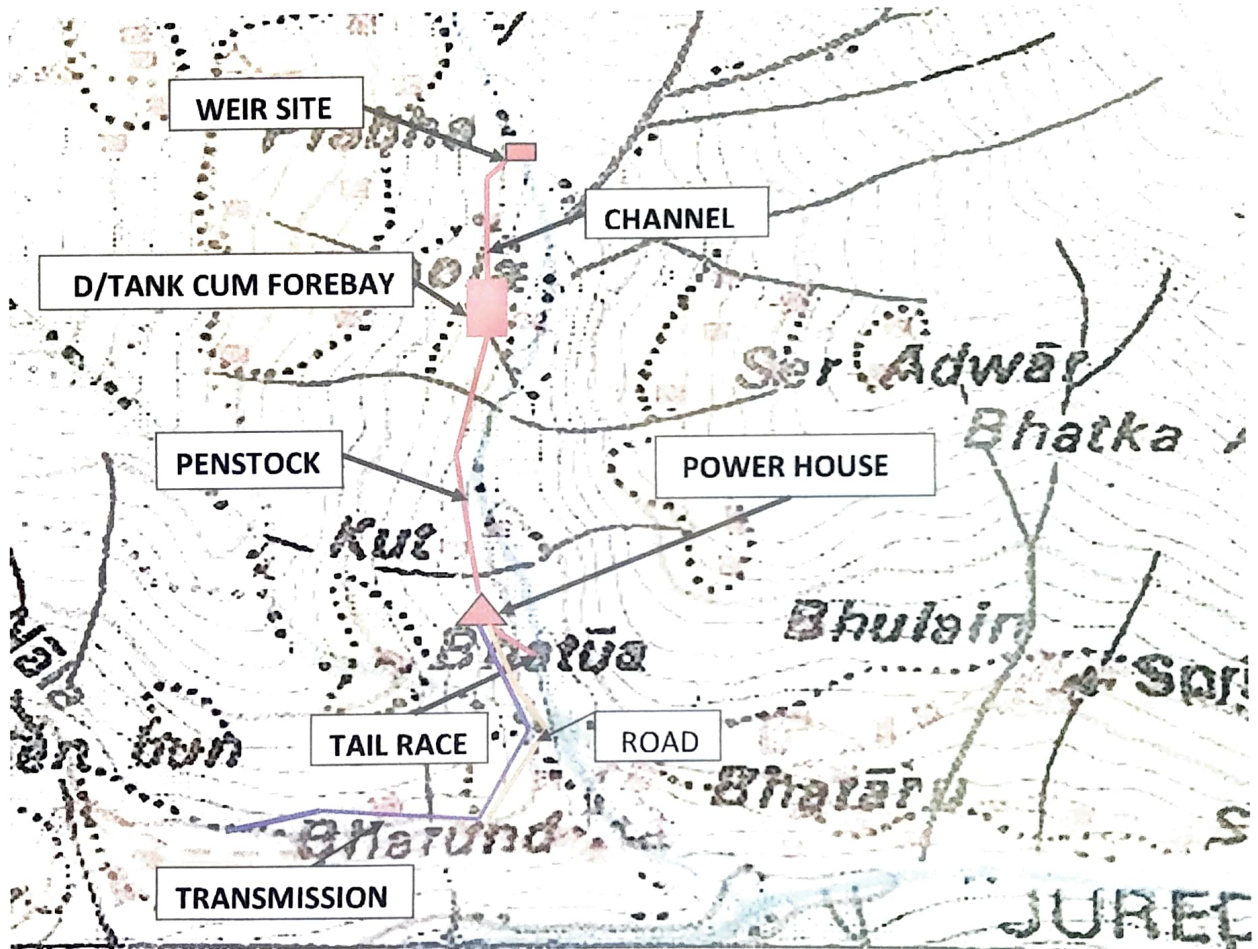 WEIR SITE
CHANNEL
D/TANK CUM FOREBAY
Ser Adwār
Bhatka
PENSTOCK
POWER HOUSE
Kut
Bhulain
Bhatūa
Spri
TAIL RACE
ROAD
Bhatāru
Bharund
TRANSMISSION
JURED